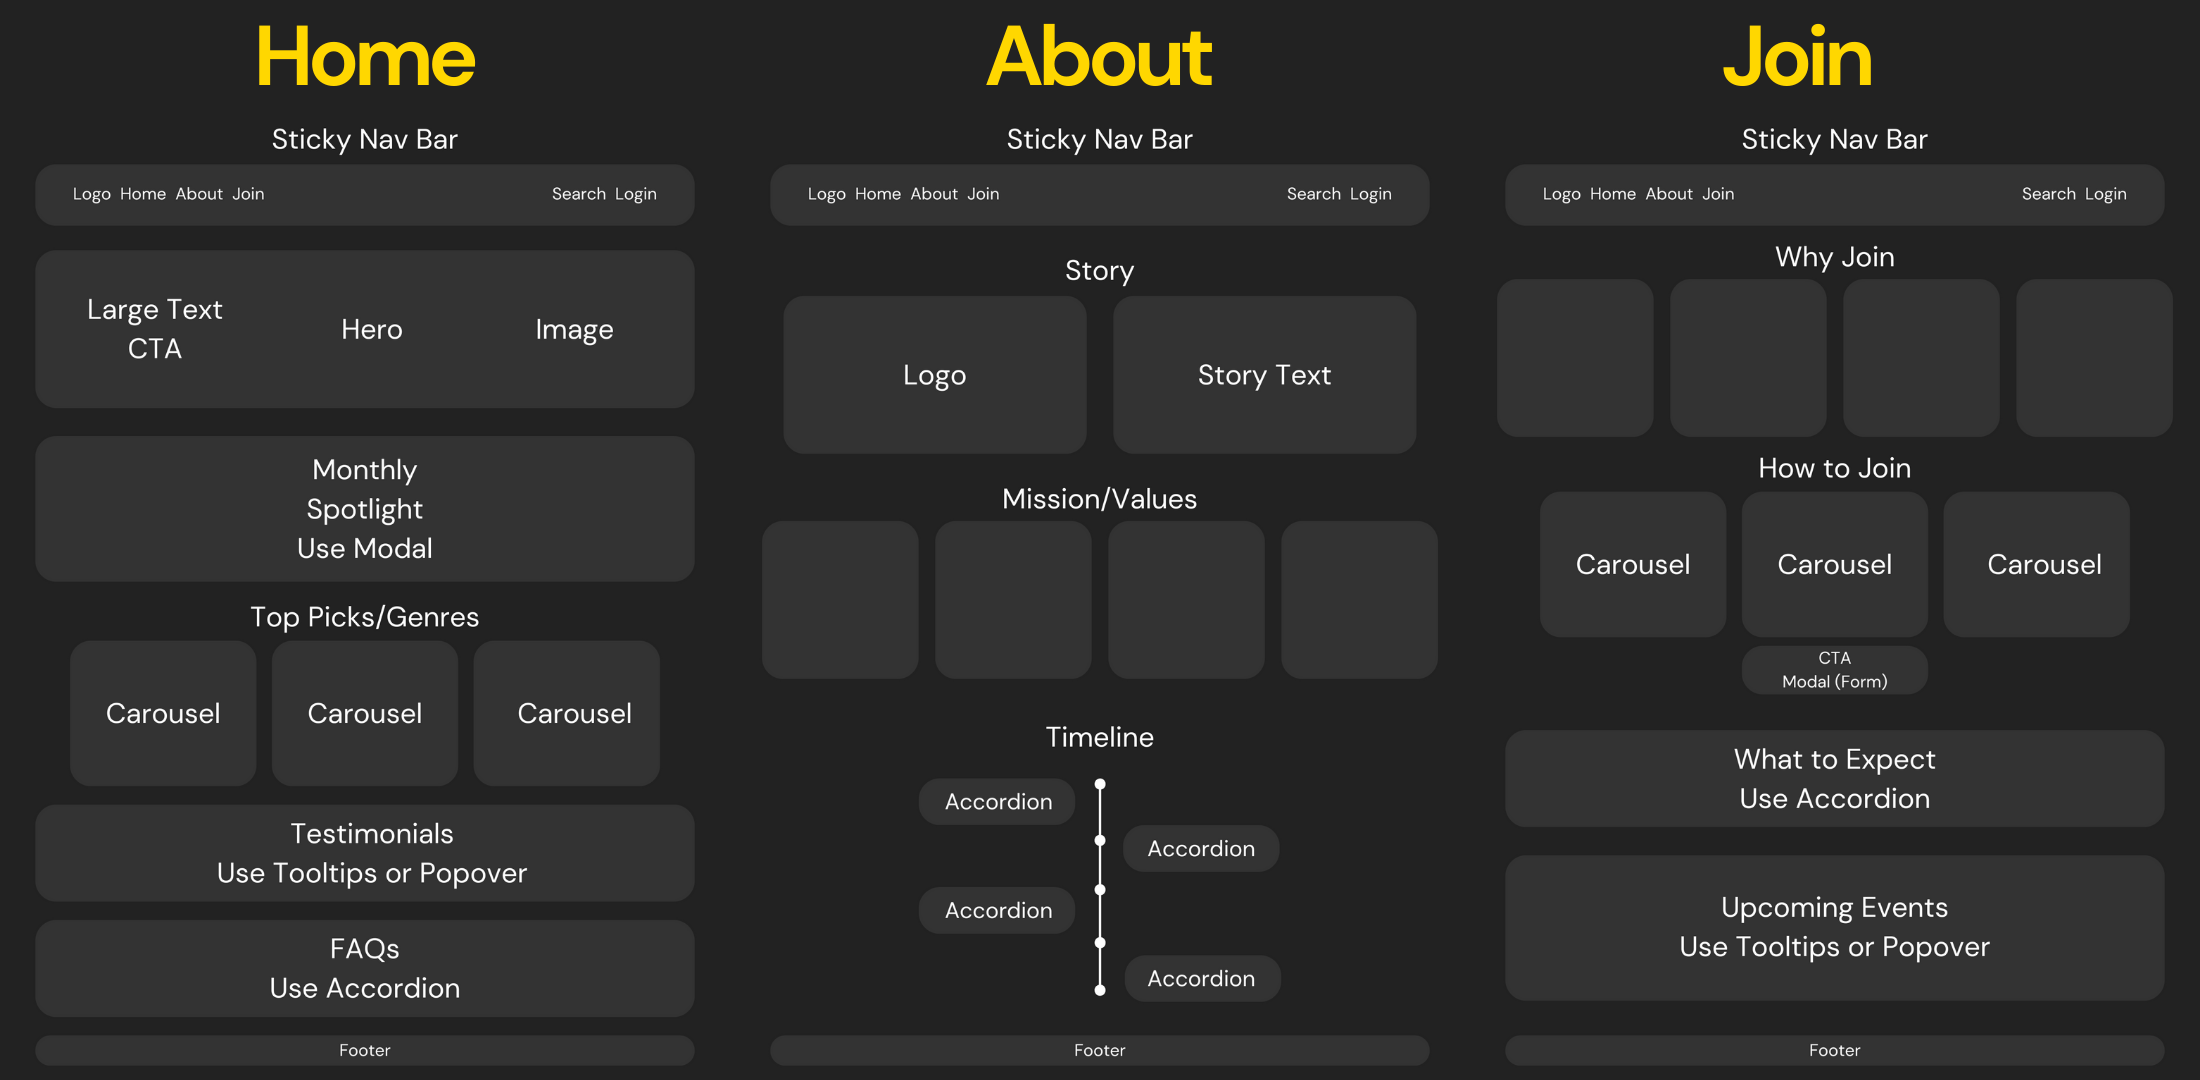 Home
Sticky Nav Bar
Logo Home About Join
Search Login
Large Text
CTA
Hero
Image
Monthly
Spotlight
Use Modal
Top Picks/Genres
Carousel
Carousel
Carousel
Testimonials
Use Tooltips or Popover
FAQs
Use Accordion
Footer
About
Sticky Nav Bar
Logo Home About Join
Search Login
Story
Logo
Story Text
Mission/Values
Timeline
Accordion
Accordion
Accordion
Accordion
Footer
Join
Sticky Nav Bar
Logo Home About Join
Search Login
Why Join
How to Join
Carousel
Carousel
Carousel
CTA
Modal (Form)
What to Expect
Use Accordion
Upcoming Events
Use Tooltips or Popover
Footer